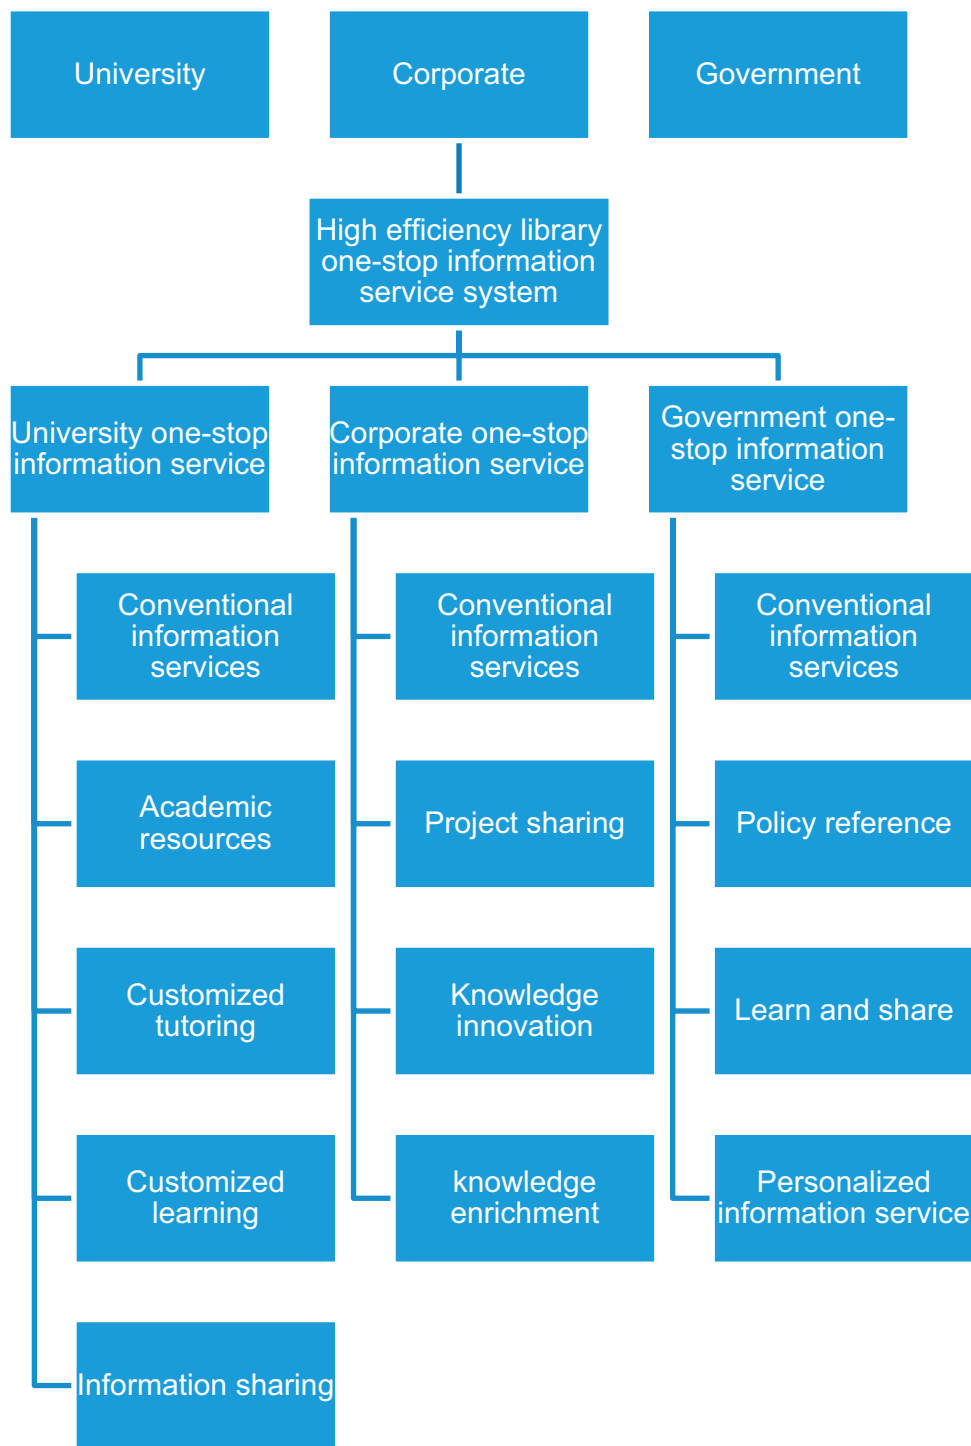 University
Corporate
Government
High efficiency library
one-stop information
service system
University one-stop
information service
Corporate one-stop
information service
Government one-
stop information
service
Conventional
information
services
Academic
resources
Customized
tutoring
Customized
learning
Information sharing
Conventional
information
services
Project sharing
Knowledge
innovation
knowledge
enrichment
Conventional
information
services
Policy reference
Learn and share
Personalized
information service